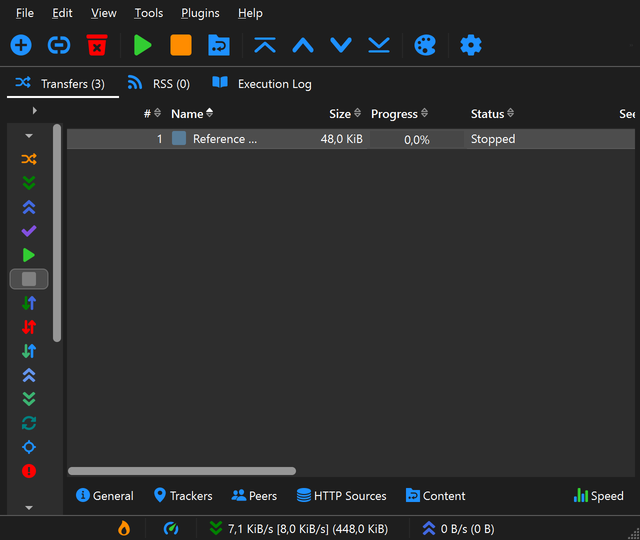 File Edit View Tools Plugins Help
Transfers (3) RSS (0) Execution Log
# Name Size Progress Status See
1 Reference ... 48,0 KiB 0,0% Stopped
General Trackers Peers HTTP Sources Content Speed
7,1 KiB/s [8,0 KiB/s] (448,0 KiB) 0 B/s (0 B)